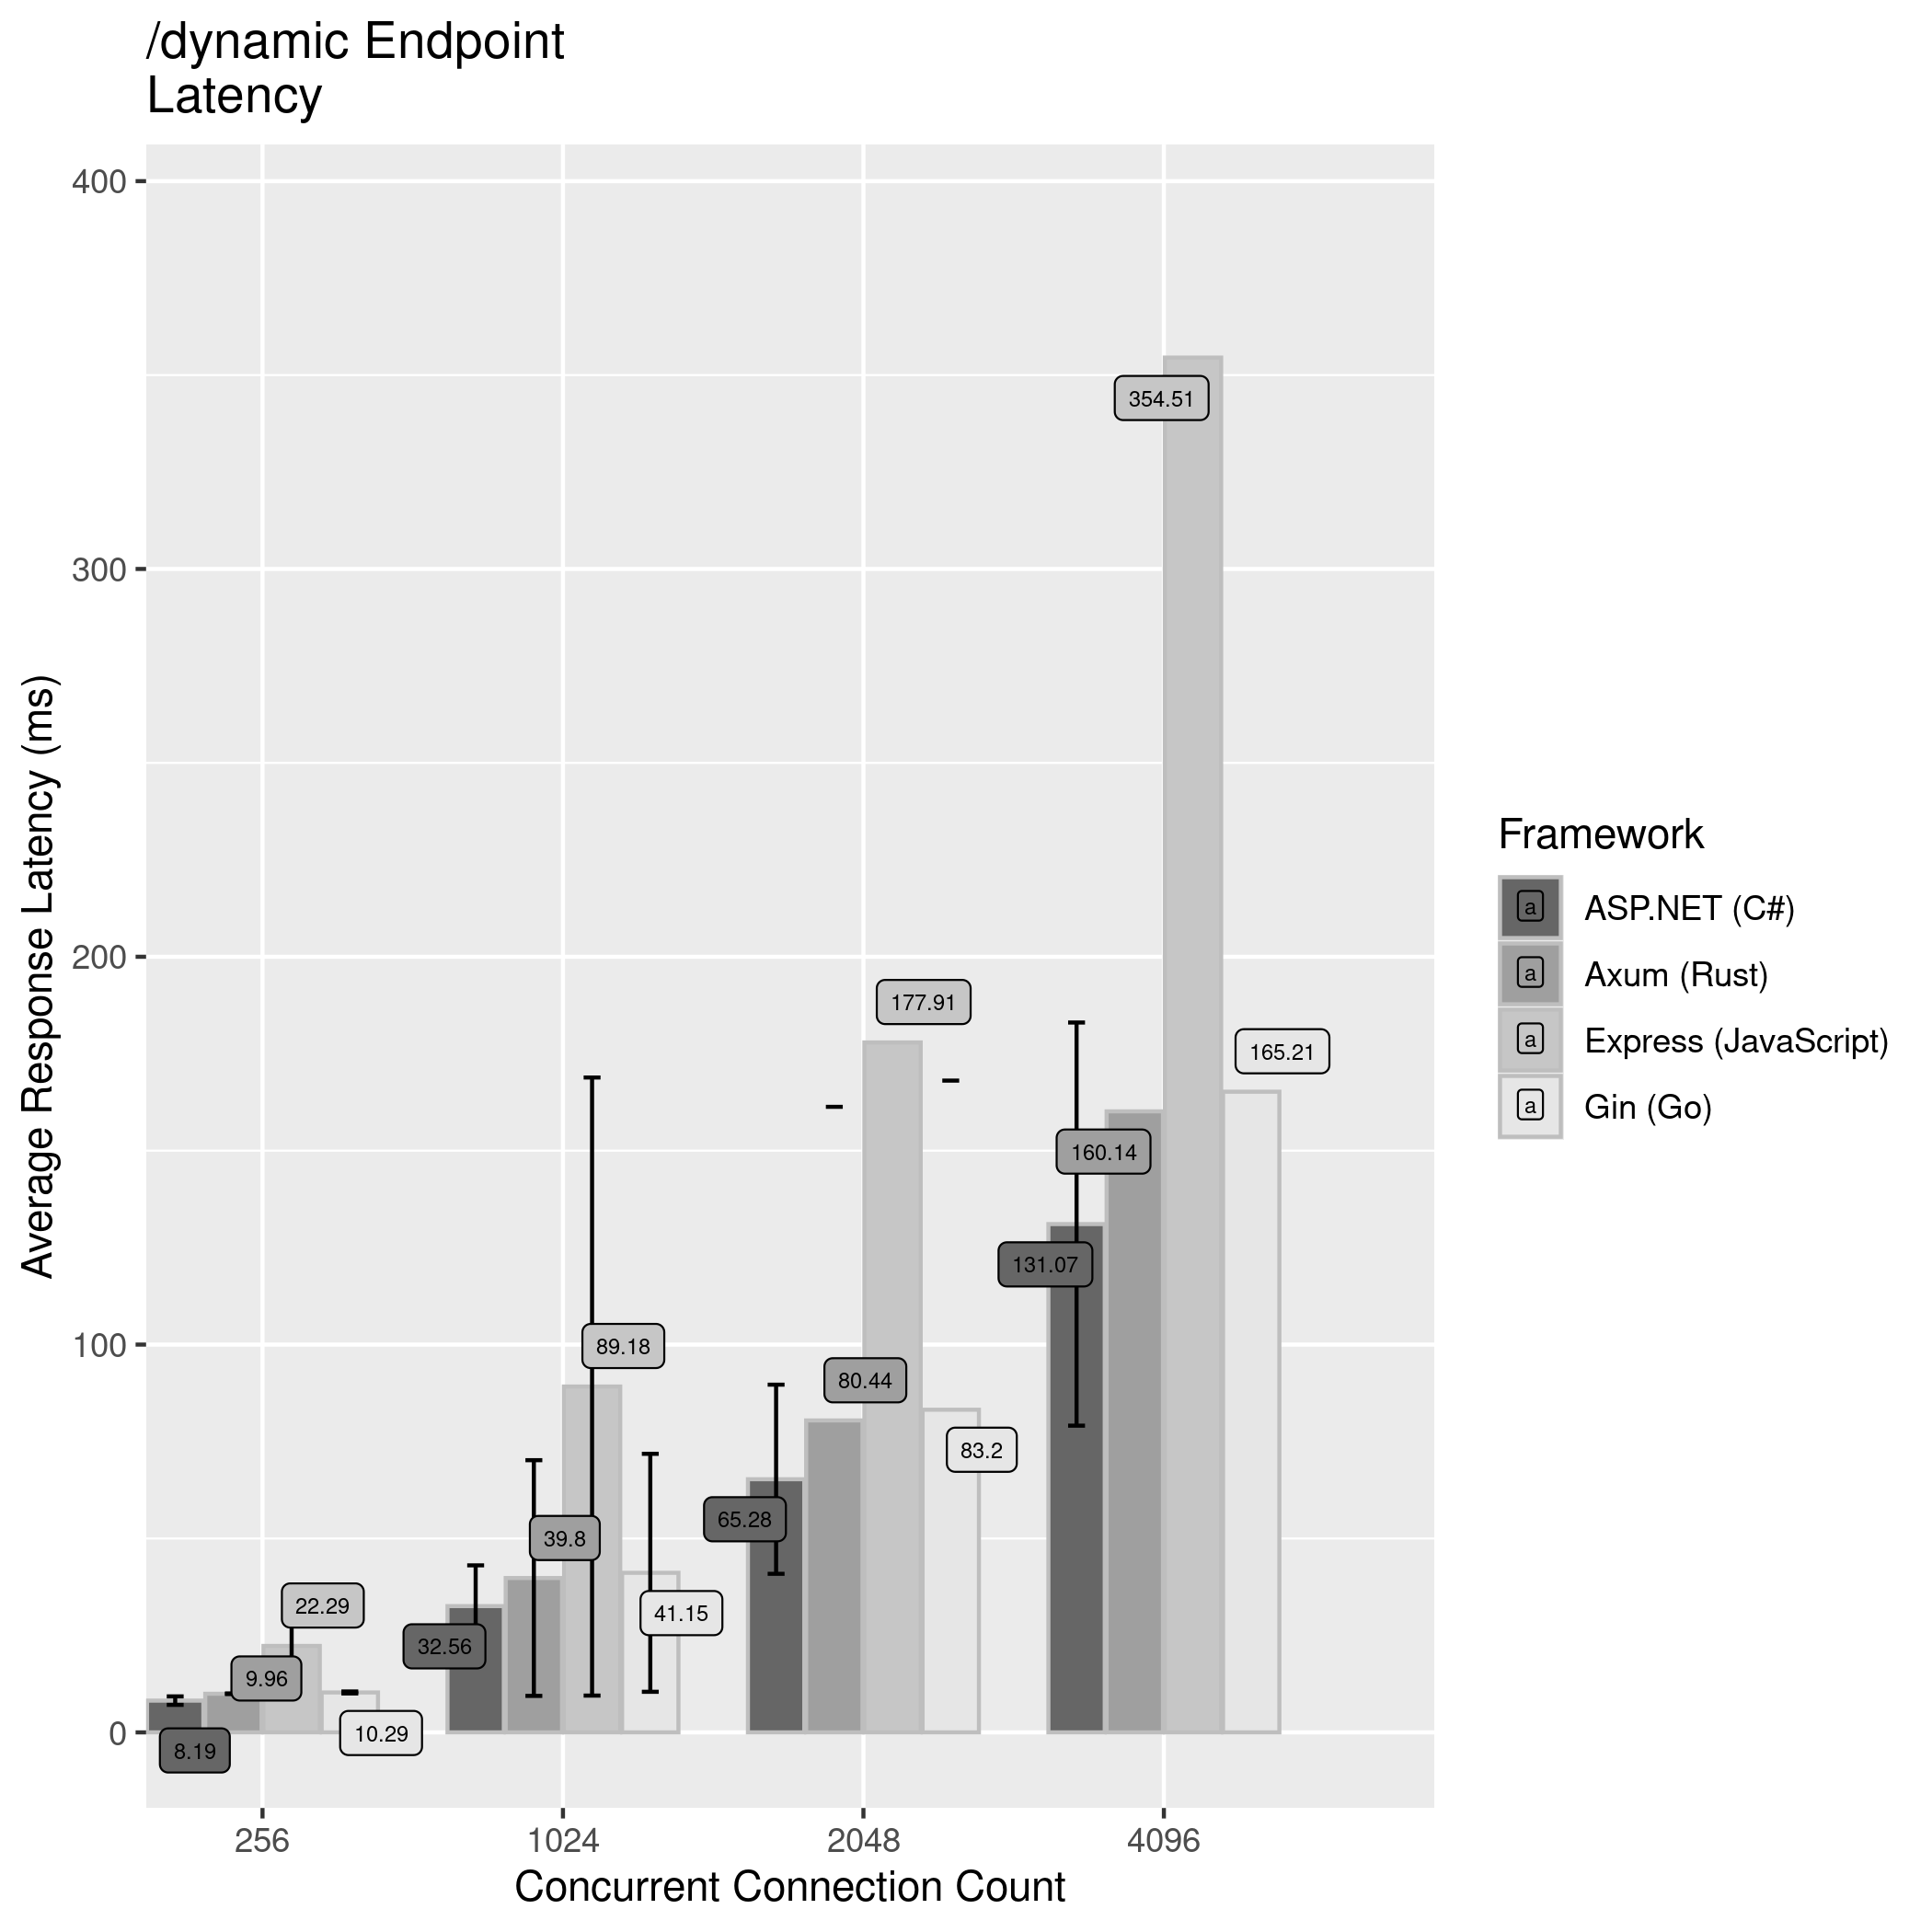 /dynamic Endpoint
Latency
Average Response Latency (ms)
400
300
200
100
0
354.51
177.91
165.21
160.14
131.07
89.18
80.44
83.2
39.8
65.28
22.29
41.15
32.56
9.96
10.29
8.19
256
1024
2048
4096
Concurrent Connection Count
Framework
a ASP.NET (C#)
a Axum (Rust)
a Express (JavaScript)
a Gin (Go)